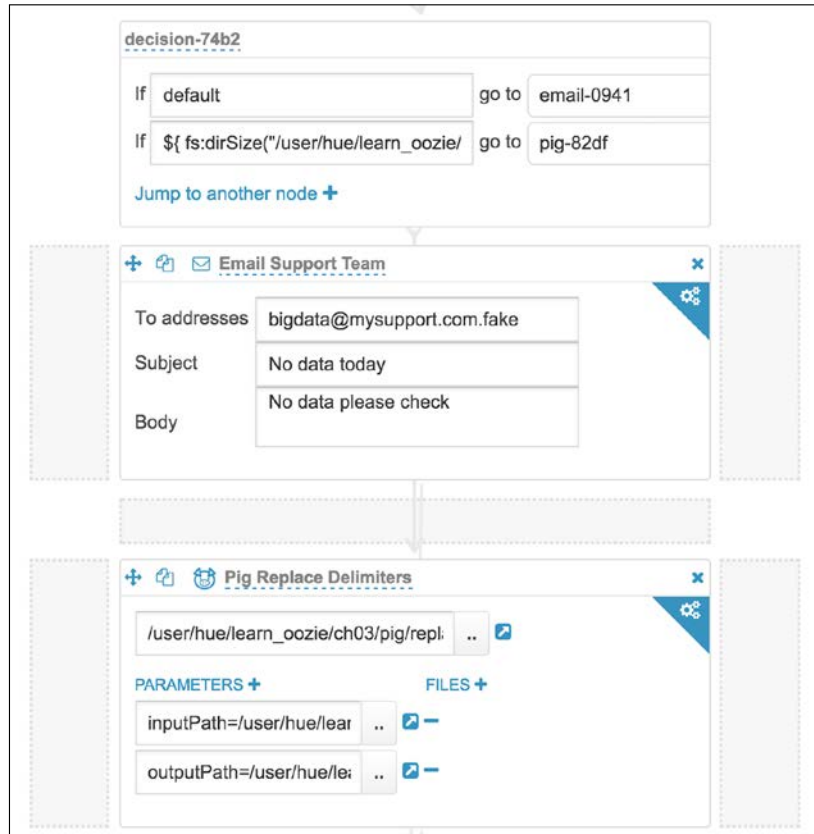 decision-74b2
If default go to email-0941
If ${ fs:dirSize("/user/hue/learn_oozie/ go to pig-82df
Jump to another node +
Email Support Team
To addresses bigdata@mysupport.com.fake
Subject No data today
Body No data please check
Pig Replace Delimiters
/user/hue/learn_oozie/ch03/pig/repl ..
PARAMETERS + FILES +
inputPath=/user/hue/lear ..
outputPath=/user/hue/le ..